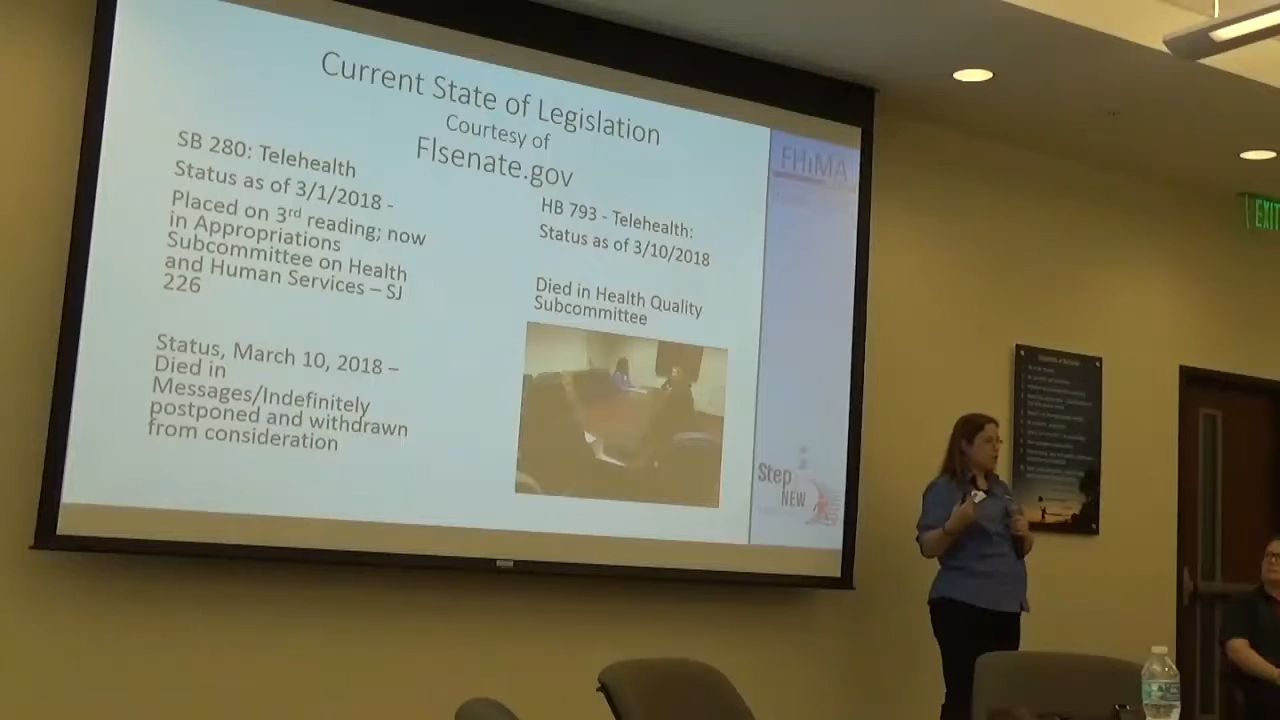 Current State of Legislation
Courtesy of
Flsenate.gov
SB 280: Telehealth
Status as of 3/1/2018 -
Placed on 3rd reading; now
in Appropriations
Subcommittee on Health
and Human Services – SJ
226
Status, March 10, 2018 –
Died in
Messages/Indefinitely
postponed and withdrawn
from consideration
HB 793 - Telehealth:
Status as of 3/10/2018
Died in Health Quality
Subcommittee
FHiMA
Step
NEW
EXIT